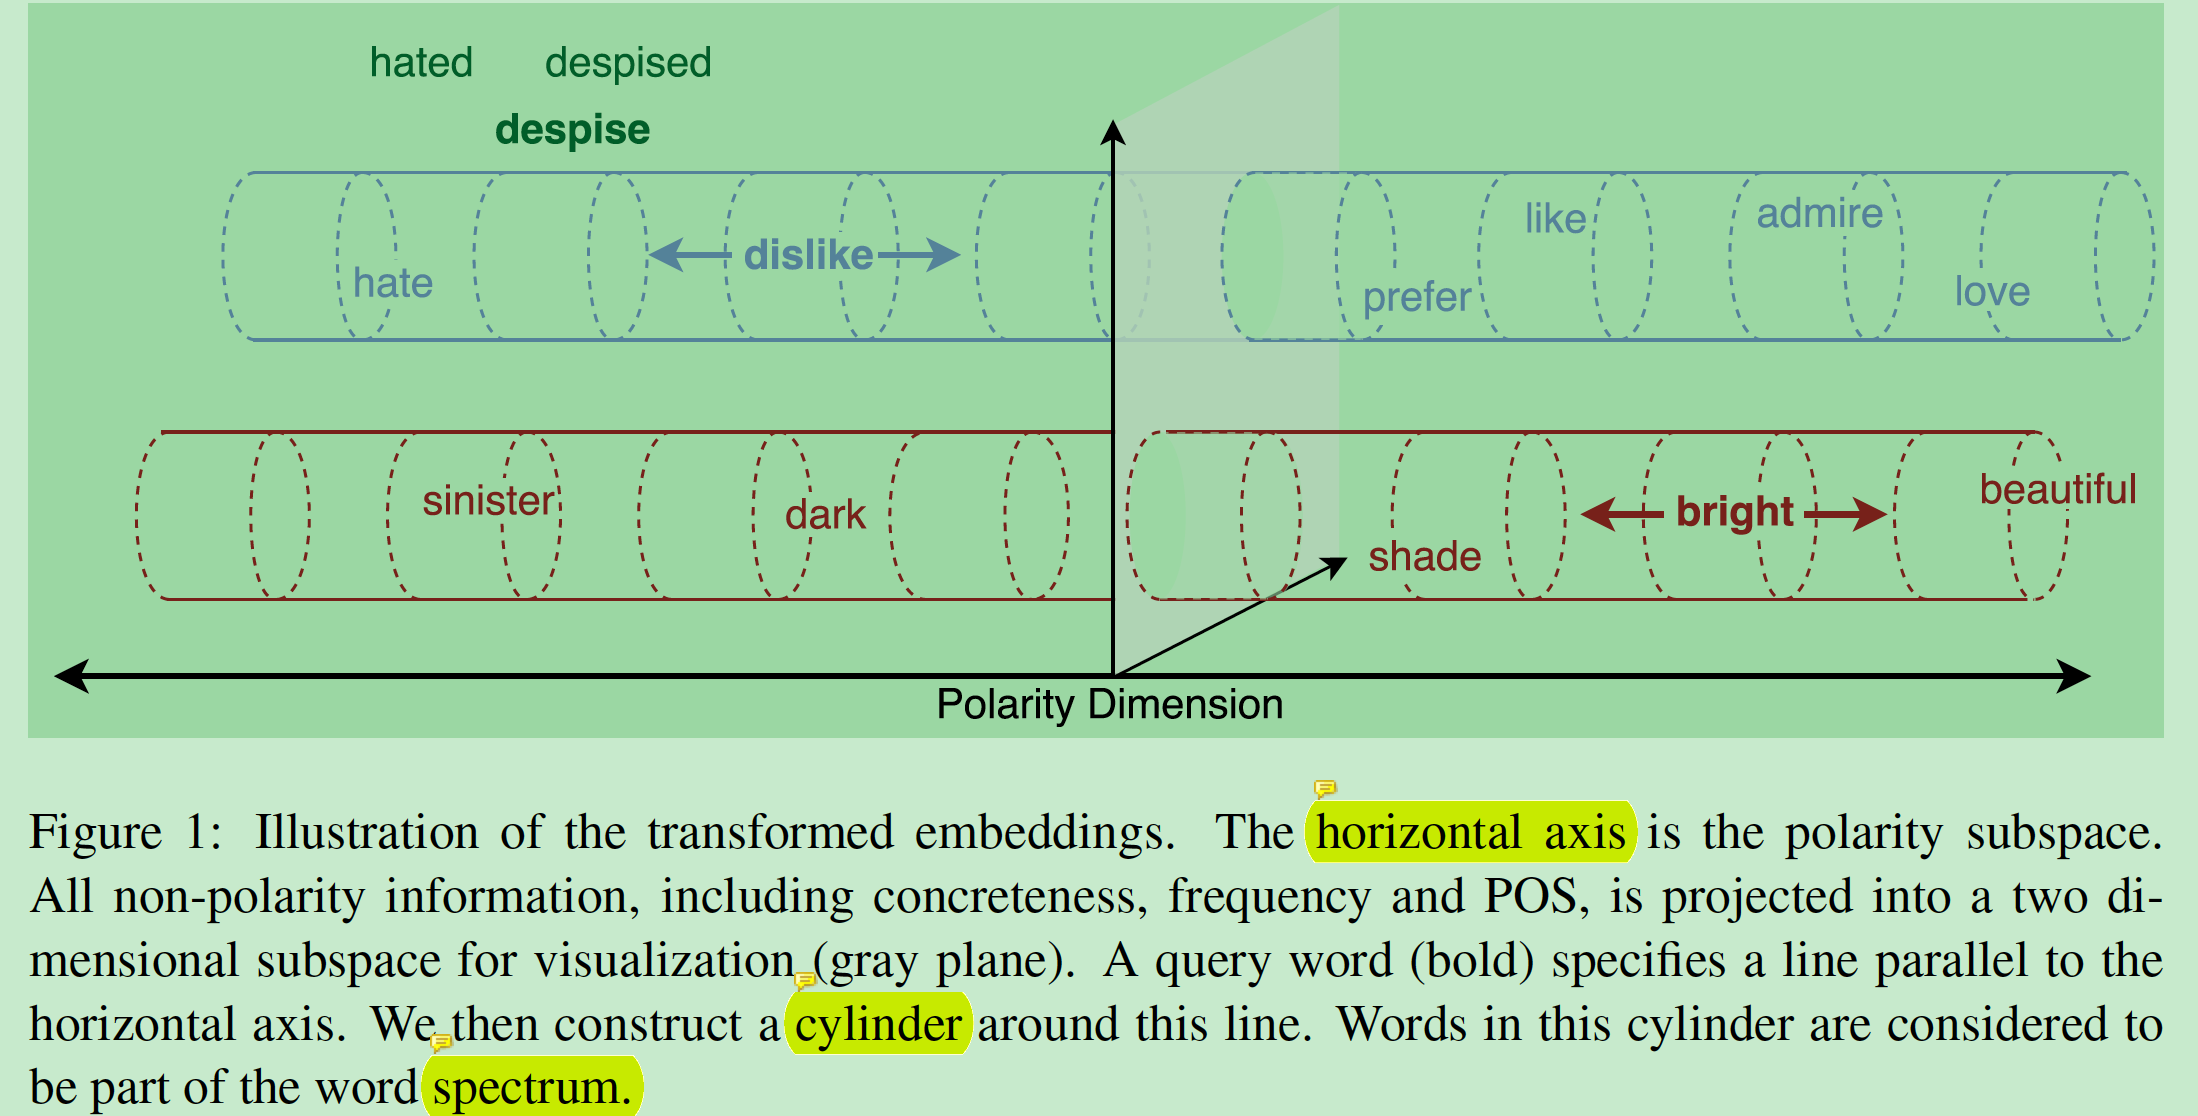 hated despised
despise
like admire
dislike
hate prefer love
beautiful
sinister dark bright
shade
Polarity Dimension
Figure 1: Illustration of the transformed embeddings. The horizontal axis is the polarity subspace.
All non-polarity information, including concreteness, frequency and POS, is projected into a two di-
mensional subspace for visualization (gray plane). A query word (bold) specifies a line parallel to the
horizontal axis. We then construct a cylinder around this line. Words in this cylinder are considered to
be part of the word spectrum.